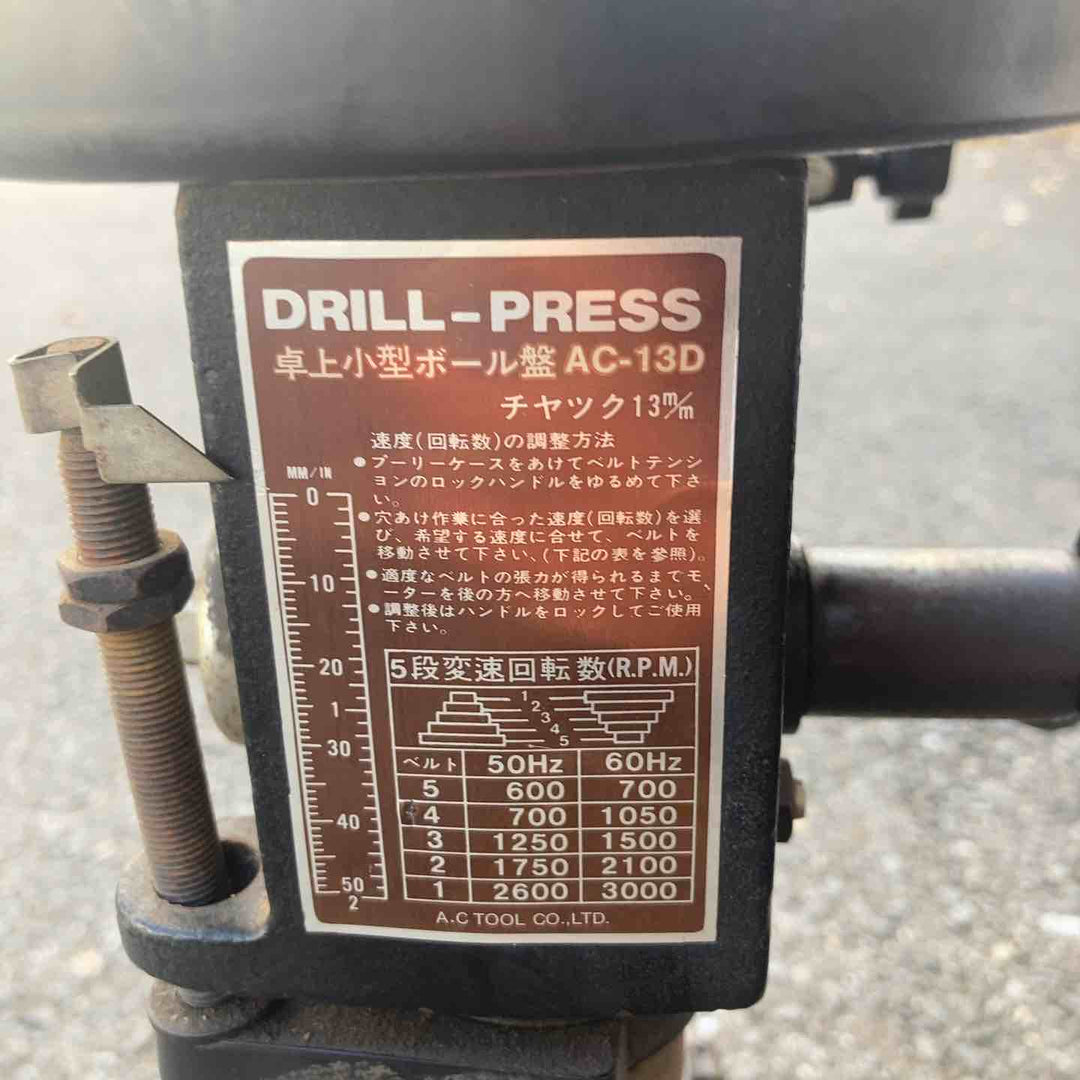 DRILL-PRESS
卓上小型ボール盤 AC-13D
チヤツク13m/m
速度(回転数)の調整方法
●プーリーケースをあけてベルトテンシ
ョンのロックハンドルをゆるめて下さ
い。
●穴あけ作業に合った速度(回転数)を選
び、希望する速度に合せて、ベルトを
移動させて下さい、(下記の表を参照)。
●適度なベルトの張力が得られるまでモ
ーターを後の方へ移動させて下さい。
●調整後はハンドルをロックしてご使用
下さい。
MM/IN
0
10
20
1
30
40
50
2
5段変速回転数(R.P.M.)
1
2
3
4
5
ベルト 50Hz 60Hz
5 600 700
4 700 1050
3 1250 1500
2 1750 2100
1 2600 3000
A.C TOOL CO.,LTD.